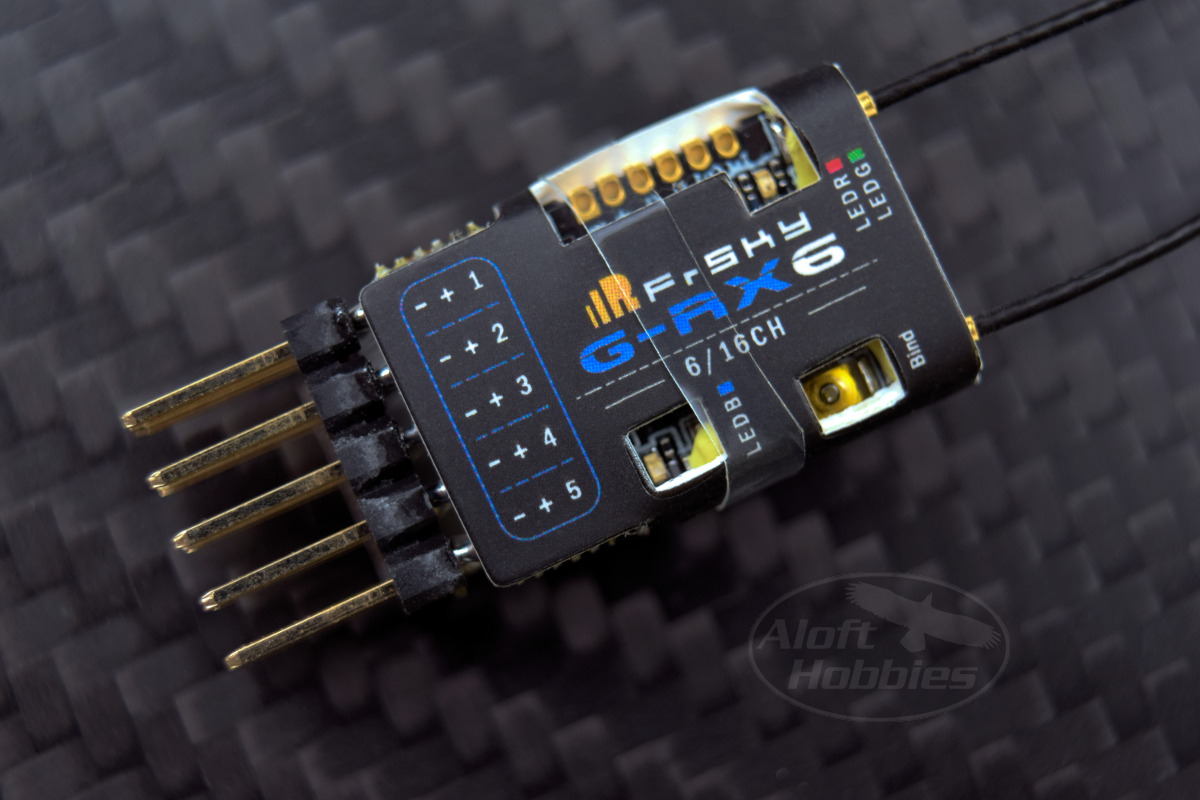 - + 1
- + 2
- + 3
- + 4
- + 5
FrSKY
G-RX6
6/16CH
LEDR
LEDG
LEDB
Bind
Aloft
Hobbies